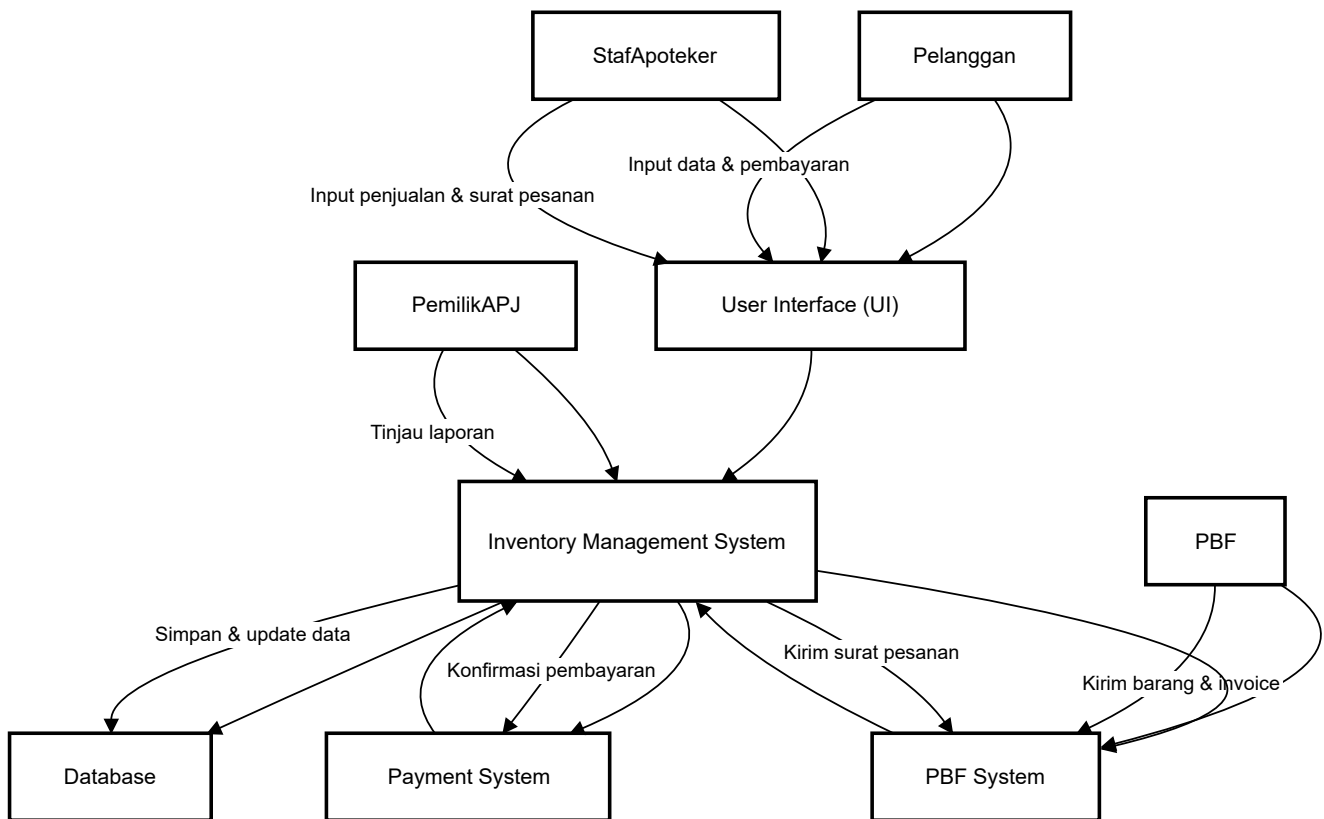 StafApoteker
Pelanggan
Input data & pembayaran
Input penjualan & surat pesanan
PemilikAPJ
User Interface (UI)
Tinjau laporan
Inventory Management System
PBF
Simpan & update data
Konfirmasi pembayaran
Kirim surat pesanan
Kirim barang & invoice
Database
Payment System
PBF System